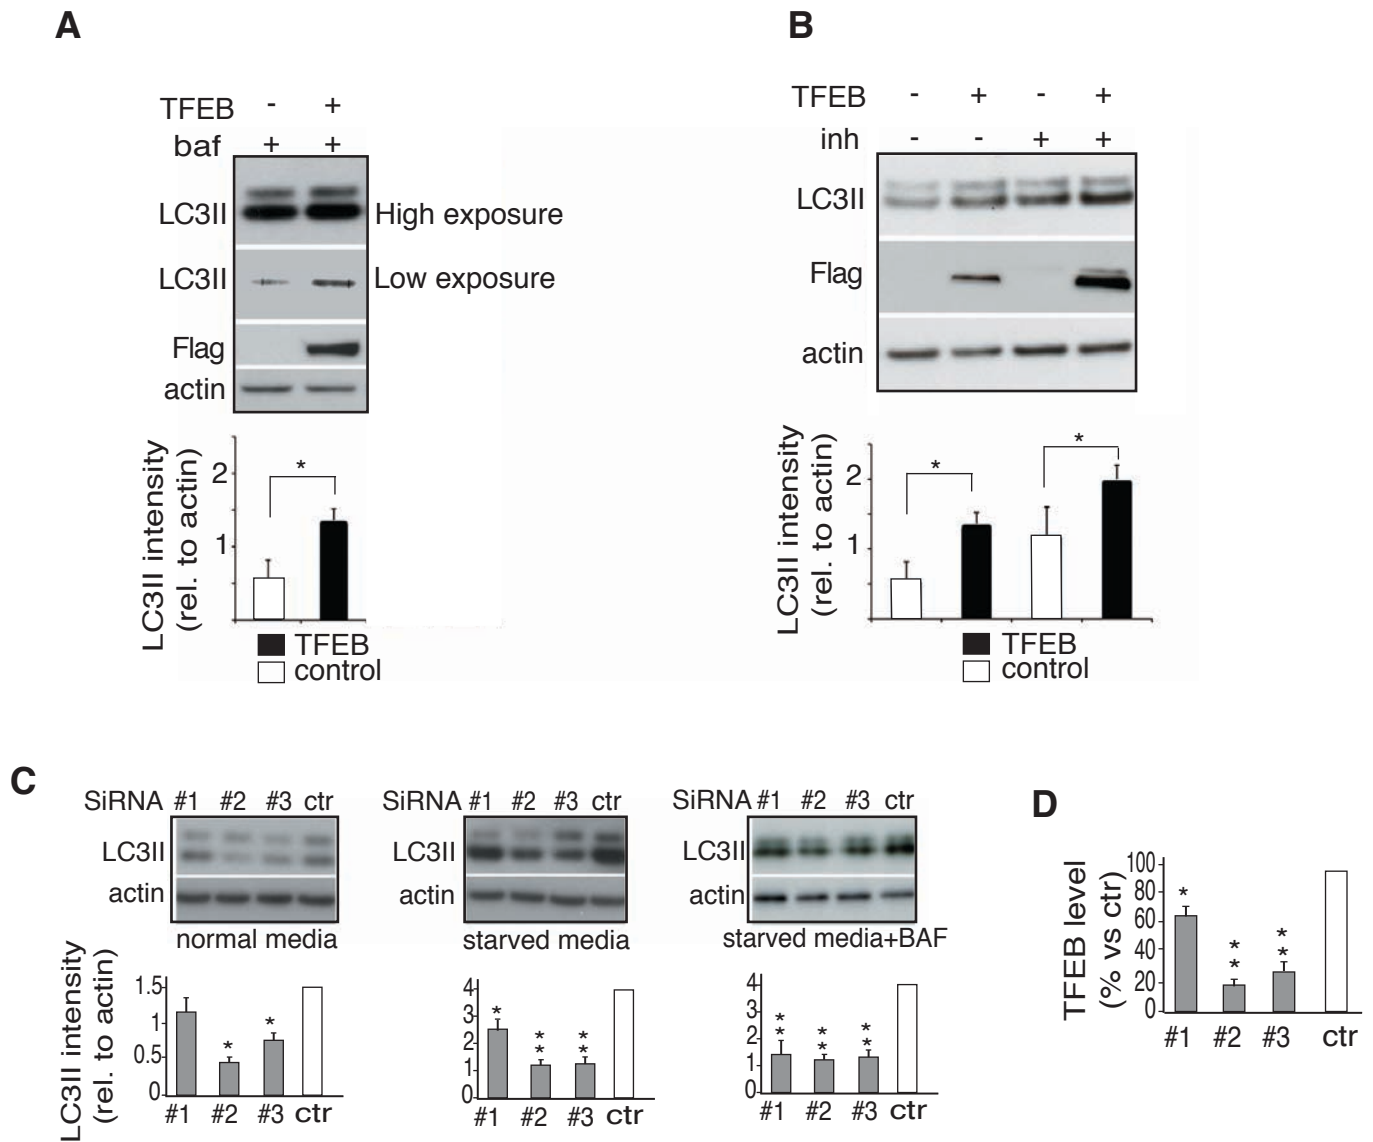 A
TFEB - +
baf + +
LC3II High exposure
LC3II Low exposure
Flag
actin
LC3II intensity
(rel. to actin)
2
1
*
TFEB
control
B
TFEB - + - +
inh - - + +
LC3II
Flag
actin
LC3II intensity
(rel. to actin)
2
1
*
*
TFEB
control
C
SiRNA #1 #2 #3 ctr
LC3II
actin
normal media
SiRNA #1 #2 #3 ctr
LC3II
actin
starved media
SiRNA #1 #2 #3 ctr
LC3II
actin
starved media+BAF
LC3II intensity
(rel. to actin)
1.5
1
0.5
0
* *
#1 #2 #3 ctr
4
3
2
1
0
* ** **
#1 #2 #3 ctr
4
3
2
1
0
** ** **
#1 #2 #3 ctr
D
TFEB level
(% vs ctr)
100
80
60
40
20
0
* ** **
#1 #2 #3 ctr